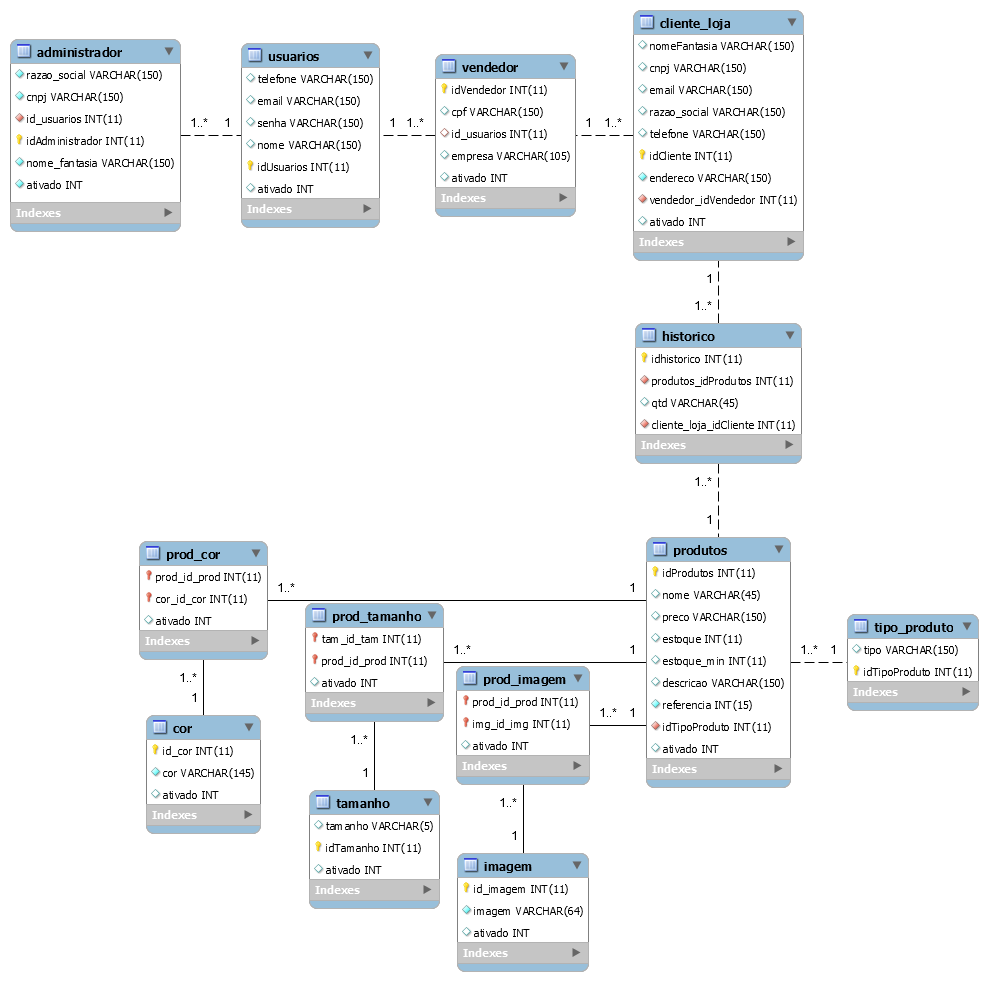 administrador
razao_social VARCHAR(150)
cnpj VARCHAR(150)
id_usuarios INT(11)
idAdministrador INT(11)
nome_fantasia VARCHAR(150)
ativado INT
Indexes
1..*
1
usuarios
telefone VARCHAR(150)
email VARCHAR(150)
senha VARCHAR(150)
nome VARCHAR(150)
idUsuarios INT(11)
ativado INT
Indexes
1
1..*
vendedor
idVendedor INT(11)
cpf VARCHAR(150)
id_usuarios INT(11)
empresa VARCHAR(105)
ativado INT
Indexes
1
1..*
cliente_loja
nomeFantasia VARCHAR(150)
cnpj VARCHAR(150)
email VARCHAR(150)
razao_social VARCHAR(150)
telefone VARCHAR(150)
idCliente INT(11)
endereco VARCHAR(150)
vendedor_idVendedor INT(11)
ativado INT
Indexes
1
1..*
historico
idhistorico INT(11)
produtos_idProdutos INT(11)
qtd VARCHAR(45)
cliente_loja_idCliente INT(11)
Indexes
1..*
1
produtos
idProdutos INT(11)
nome VARCHAR(45)
preco VARCHAR(150)
estoque INT(11)
estoque_min INT(11)
descricao VARCHAR(150)
referencia INT(15)
idTipoProduto INT(11)
ativado INT
Indexes
1..*
1
tipo_produto
tipo VARCHAR(150)
idTipoProduto INT(11)
Indexes
prod_cor
prod_id_prod INT(11)
cor_id_cor INT(11)
ativado INT
Indexes
1..*
1
1..*
1
cor
id_cor INT(11)
cor VARCHAR(145)
ativado INT
Indexes
prod_tamanho
tam_id_tam INT(11)
prod_id_prod INT(11)
ativado INT
Indexes
1..*
1
1..*
1
tamanho
tamanho VARCHAR(5)
idTamanho INT(11)
ativado INT
Indexes
prod_imagem
prod_id_prod INT(11)
img_id_img INT(11)
ativado INT
Indexes
1..*
1
1..*
1
imagem
id_imagem INT(11)
imagem VARCHAR(64)
ativado INT
Indexes